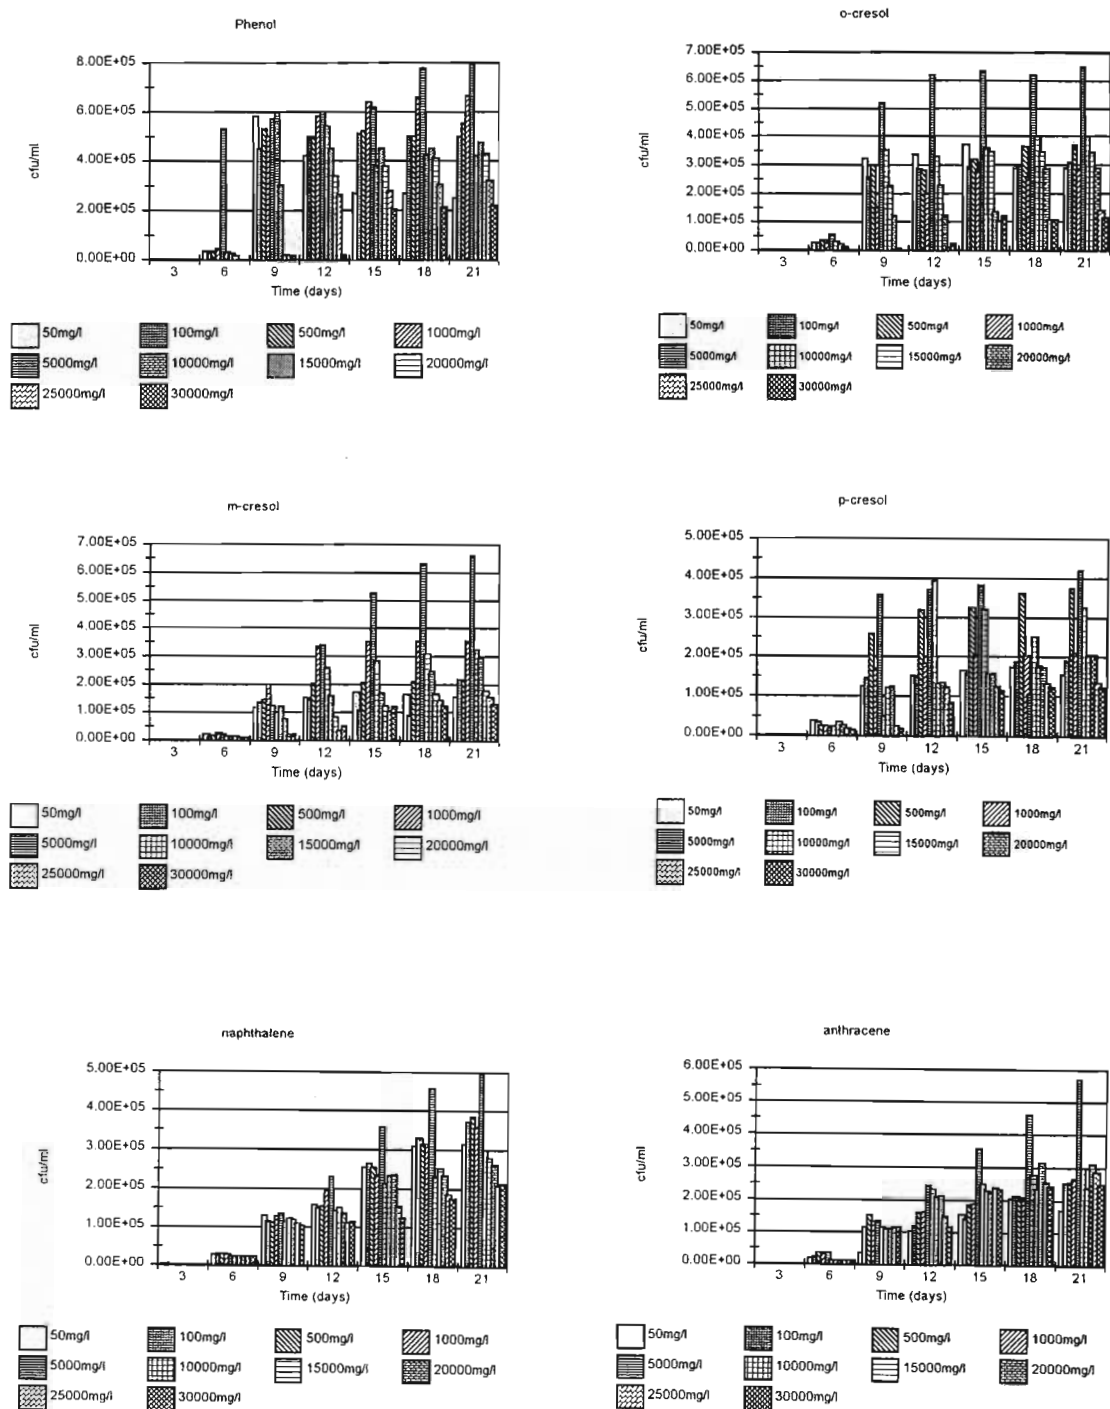 Phenol
8.00E+05
6.00E+05
4.00E+05
2.00E+05
0.00E+00
cfu/ml
3 6 9 12 15 18 21
Time (days)
50mg/l 100mg/l 500mg/l 1000mg/l
5000mg/l 10000mg/l 15000mg/l 20000mg/l
25000mg/l 30000mg/l
o-cresol
7.00E+05
6.00E+05
5.00E+05
4.00E+05
3.00E+05
2.00E+05
1.00E+05
0.00E+00
cfu/ml
3 6 9 12 15 18 21
Time (days)
50mg/l 100mg/l 500mg/l 1000mg/l
5000mg/l 10000mg/l 15000mg/l 20000mg/l
25000mg/l 30000mg/l
m-cresol
7.00E+05
6.00E+05
5.00E+05
4.00E+05
3.00E+05
2.00E+05
1.00E+05
0.00E+00
cfu/ml
3 6 9 12 15 18 21
Time (days)
50mg/l 100mg/l 500mg/l 1000mg/l
5000mg/l 10000mg/l 15000mg/l 20000mg/l
25000mg/l 30000mg/l
p-cresol
5.00E+05
4.00E+05
3.00E+05
2.00E+05
1.00E+05
0.00E+00
cfu/ml
3 6 9 12 15 18 21
Time (days)
50mg/l 100mg/l 500mg/l 1000mg/l
5000mg/l 10000mg/l 15000mg/l 20000mg/l
25000mg/l 30000mg/l
naphthalene
5.00E+05
4.00E+05
3.00E+05
2.00E+05
1.00E+05
0.00E+00
cfu/ml
3 6 9 12 15 18 21
Time (days)
50mg/l 100mg/l 500mg/l 1000mg/l
5000mg/l 10000mg/l 15000mg/l 20000mg/l
25000mg/l 30000mg/l
anthracene
6.00E+05
5.00E+05
4.00E+05
3.00E+05
2.00E+05
1.00E+05
0.00E+00
cfu/ml
3 6 9 12 15 18 21
Time (days)
50mg/l 100mg/l 500mg/l 1000mg/l
5000mg/l 10000mg/l 15000mg/l 20000mg/l
25000mg/l 30000mg/l